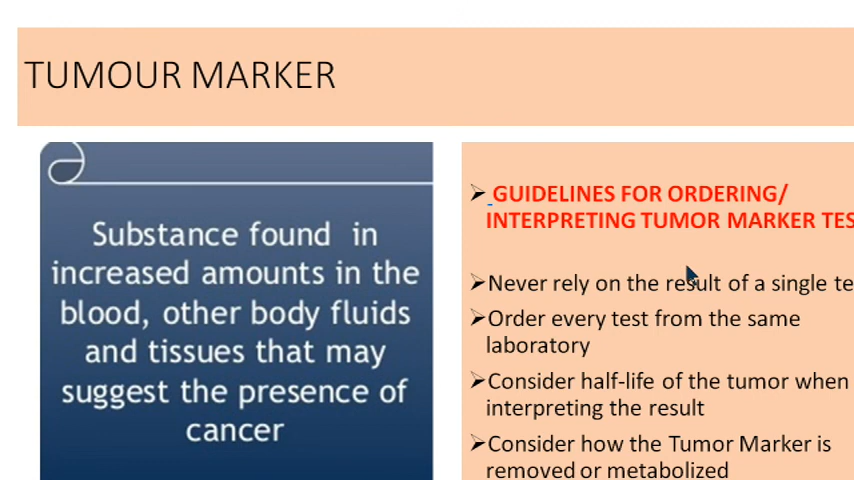 TUMOUR MARKER
Substance found in
increased amounts in the
blood, other body fluids
and tissues that may
suggest the presence of
cancer
➢ GUIDELINES FOR ORDERING/
INTERPRETING TUMOR MARKER TES
➢Never rely on the result of a single te
➢Order every test from the same
laboratory
➢Consider half-life of the tumor when
interpreting the result
➢Consider how the Tumor Marker is
removed or metabolized